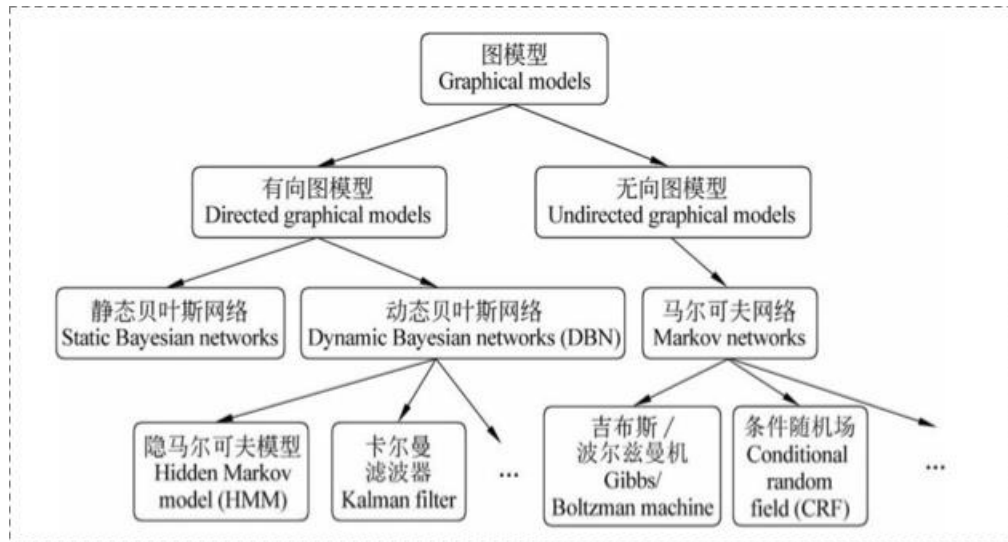 图模型
Graphical models
有向图模型
Directed graphical models
无向图模型
Undirected graphical models
静态贝叶斯网络
Static Bayesian networks
动态贝叶斯网络
Dynamic Bayesian networks (DBN)
马尔可夫网络
Markov networks
隐马尔可夫模型
Hidden Markov
model (HMM)
卡尔曼
滤波器
Kalman filter
...
吉布斯 /
波尔兹曼机
Gibbs/
Boltzman machine
条件随机场
Conditional
random
field (CRF)
...